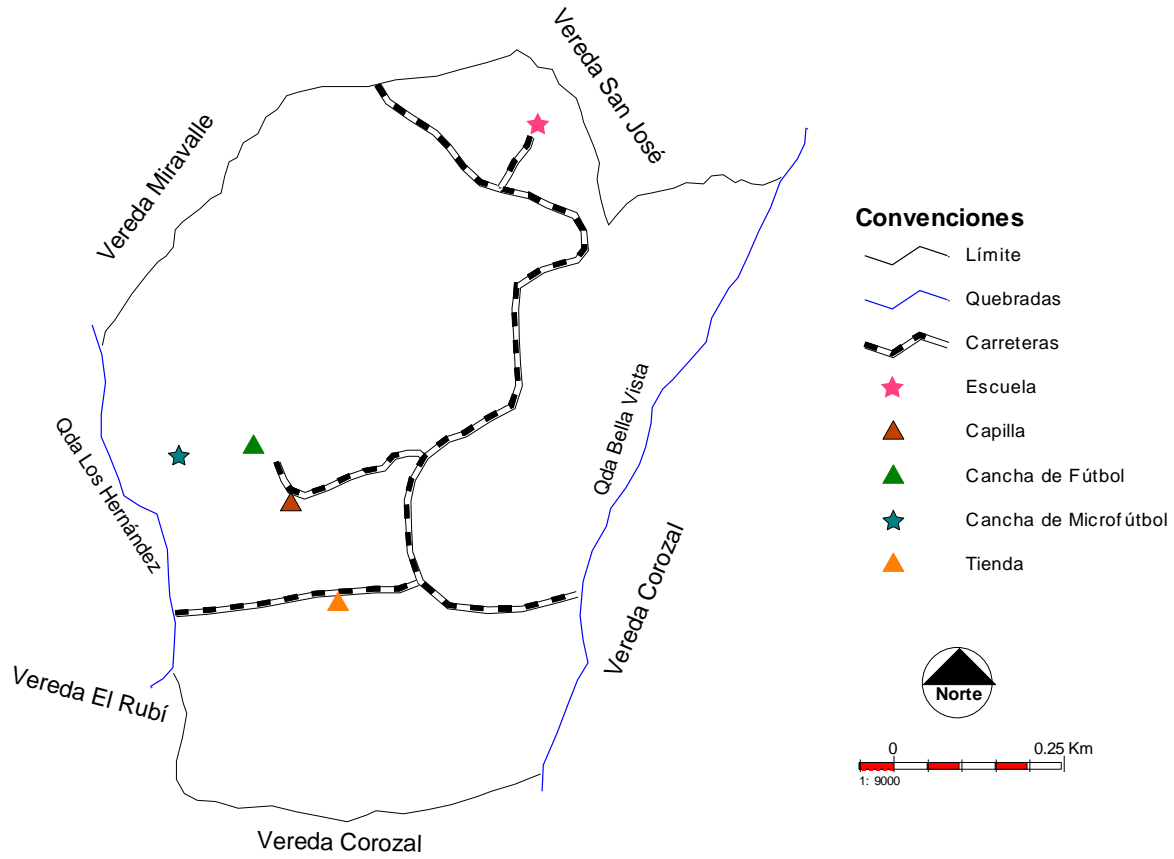 Vereda San José
Vereda Miravalle
Qda Los Hernández
Qda Bella Vista
Vereda Corozal
Vereda El Rubí
Vereda Corozal
Convenciones
Límite
Quebradas
Carreteras
Escuela
Capilla
Cancha de Fútbol
Cancha de Microfútbol
Tienda
Norte
0 0.25 Km
1: 9000